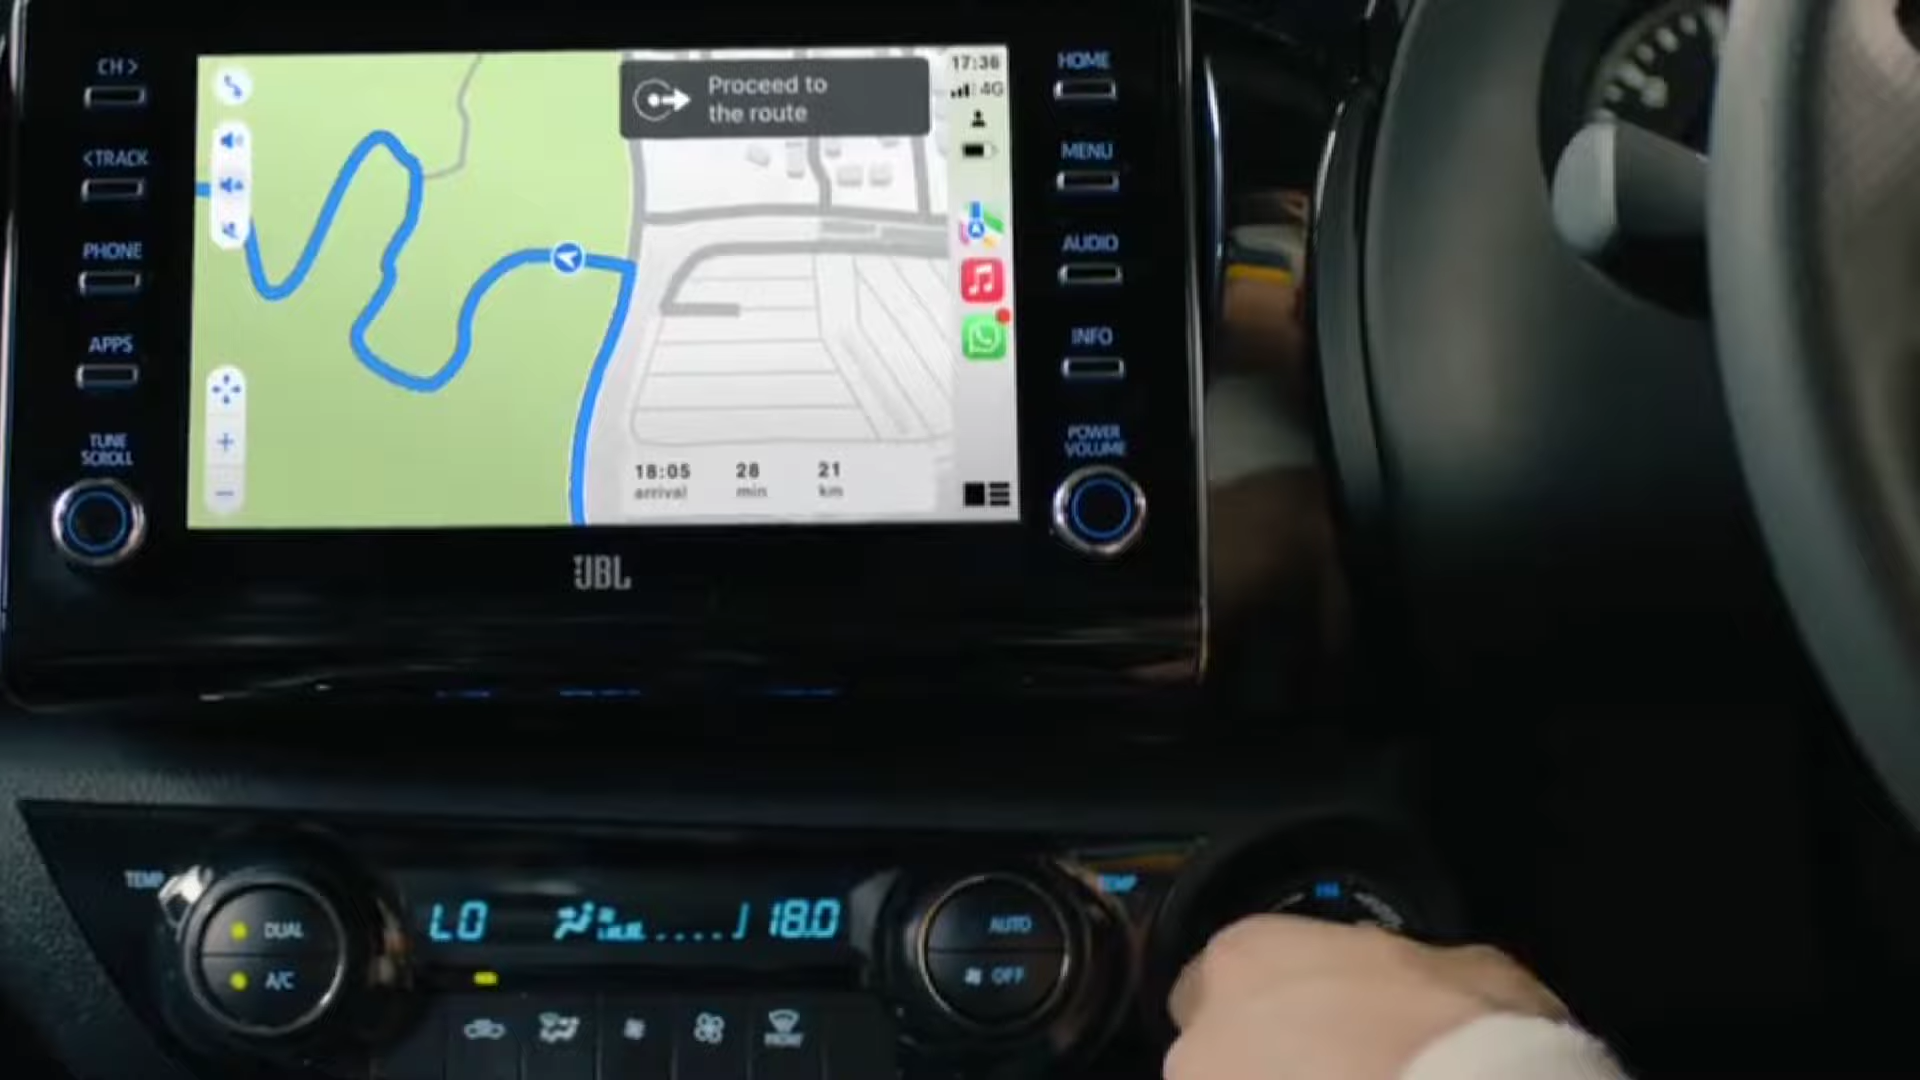 CH >
<TRACK
PHONE
APPS
TUNE
SCROLL
Proceed to
the route
17:36
4G
18:05 28 21
arrival min km
HOME
MENU
AUDIO
INFO
POWER
VOLUME
JBL
TEMP
DUAL
A/C
LO 18.0
AUTO
OFF
TEMP
FRONT